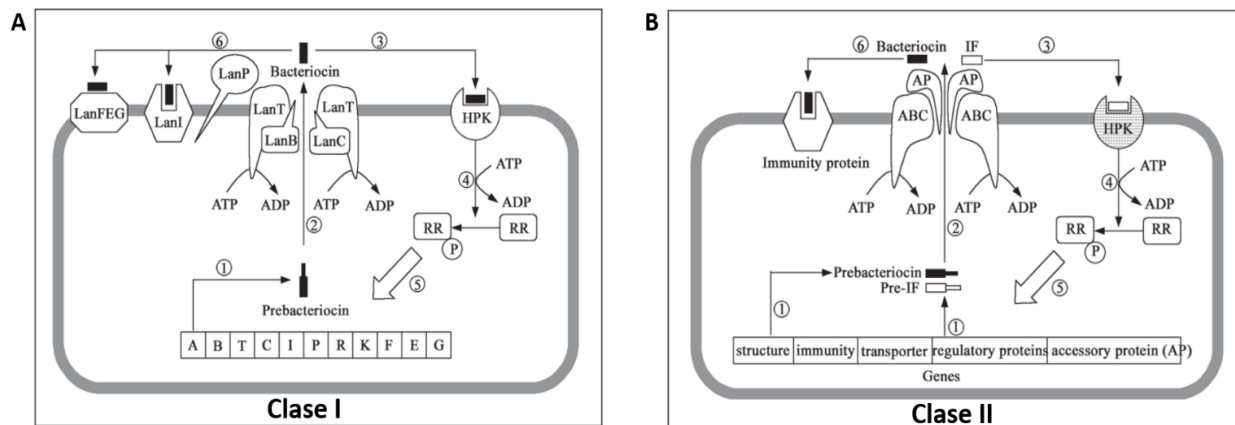 A
⑥
③
Bacteriocin
LanP
LanFEG
LanI
LanT
LanT
LanB
LanC
HPK
ATP
④
ADP
ATP
ADP
ATP
ADP
②
RR
RR
P
①
⑤
Prebacteriocin
A B T C I P R K F E G
Clase I
B
⑥ Bacteriocin IF ③
AP AP
ABC ABC
HPK
Immunity protein
ATP
④
ADP
ATP
ADP
ATP
ADP
②
RR
RR
P
Prebacteriocin
Pre-IF
⑤
①
①
structure immunity transporter regulatory proteins accessory protein (AP)
Genes
Clase II